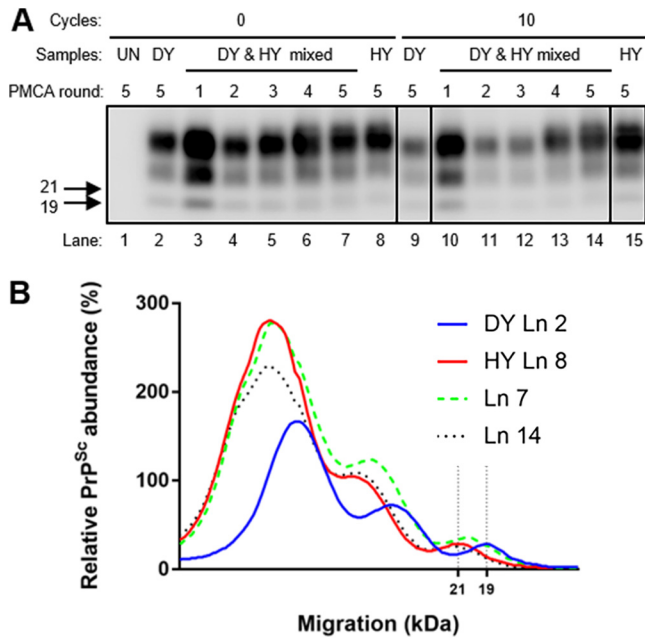 A
Cycles: 0 10
Samples: UN DY DY & HY mixed HY DY DY & HY mixed HY
PMCA round: 5 5 1 2 3 4 5 5 5 1 2 3 4 5 5
21
19
Lane: 1 2 3 4 5 6 7 8 9 10 11 12 13 14 15
B
Relative PrPSc abundance (%)
300
200
100
0
DY Ln 2
HY Ln 8
Ln 7
Ln 14
21 19
Migration (kDa)